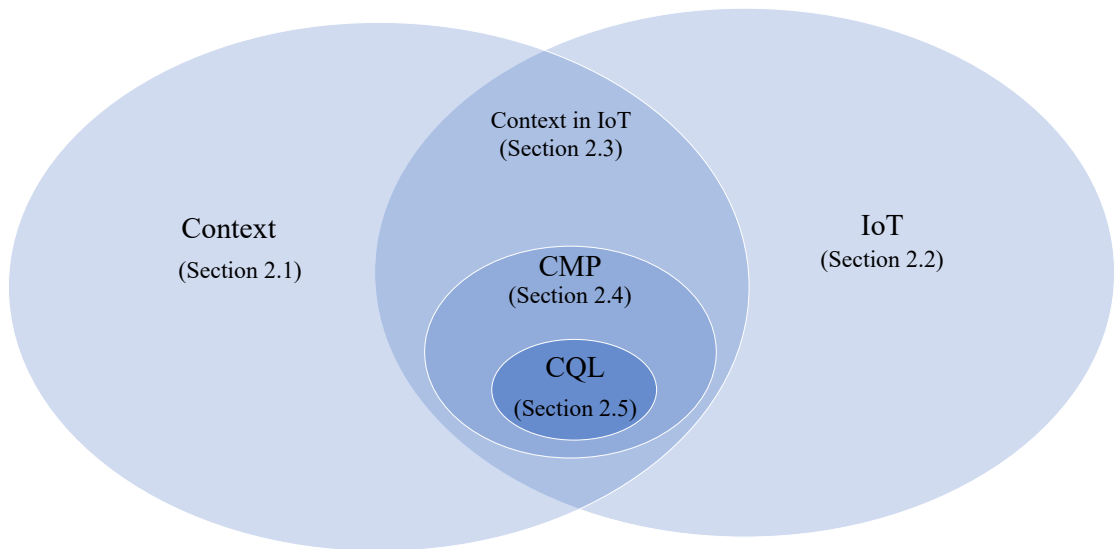 Context in IoT
(Section 2.3)
Context
(Section 2.1)
IoT
(Section 2.2)
CMP
(Section 2.4)
CQL
(Section 2.5)